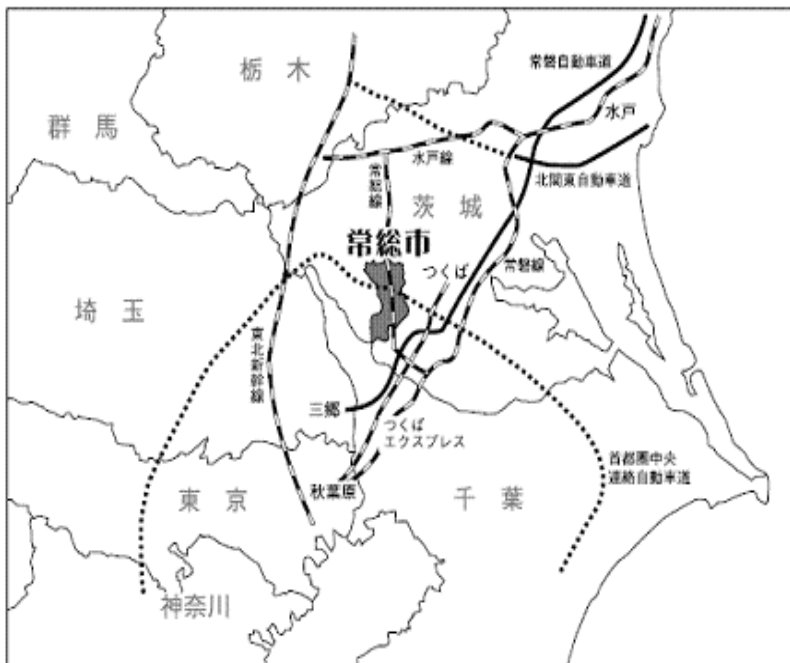 常磐自動車道
栃木
水戸
群馬
水戸線
北関東自動車道
常総線
茨城
常総市
つくば
常磐線
埼玉
東北新幹線
三郷
つくば
エクスプレス
首都圏中央
連絡自動車道
秋葉原
東京
千葉
神奈川